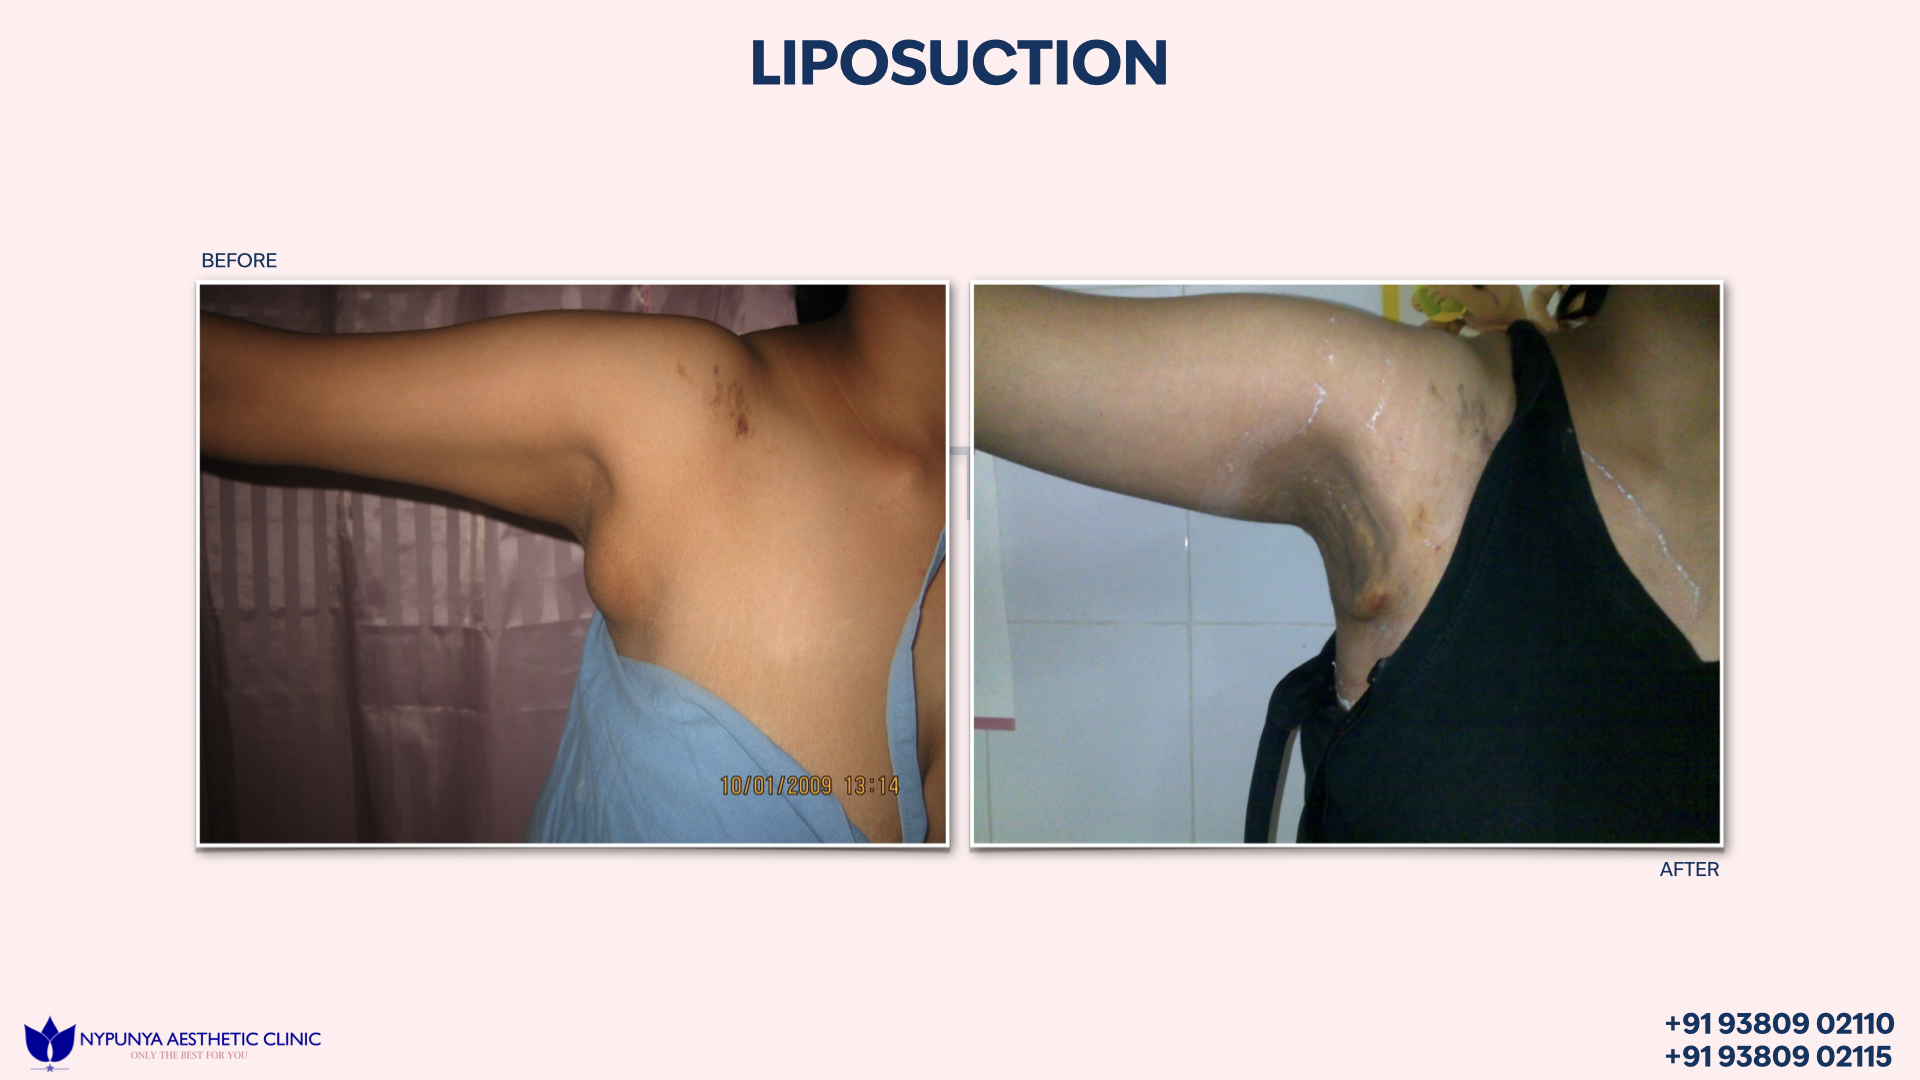 LIPOSUCTION
BEFORE
10/01/2009 13:14
AFTER
NYPUNYA AESTHETIC CLINIC
ONLY THE BEST FOR YOU
+91 93809 02110
+91 93809 02115